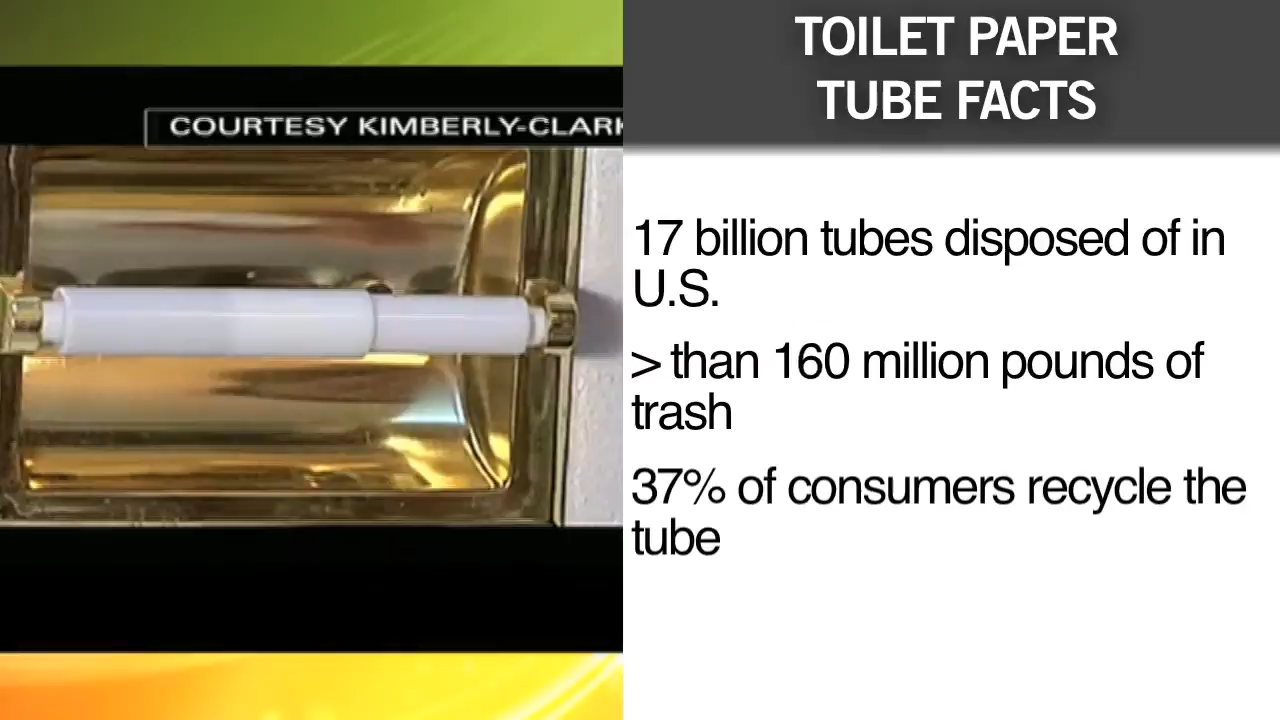 COURTESY KIMBERLY-CLARK
TOILET PAPER
TUBE FACTS
17 billion tubes disposed of in
U.S.
> than 160 million pounds of
trash
37% of consumers recycle the
tube